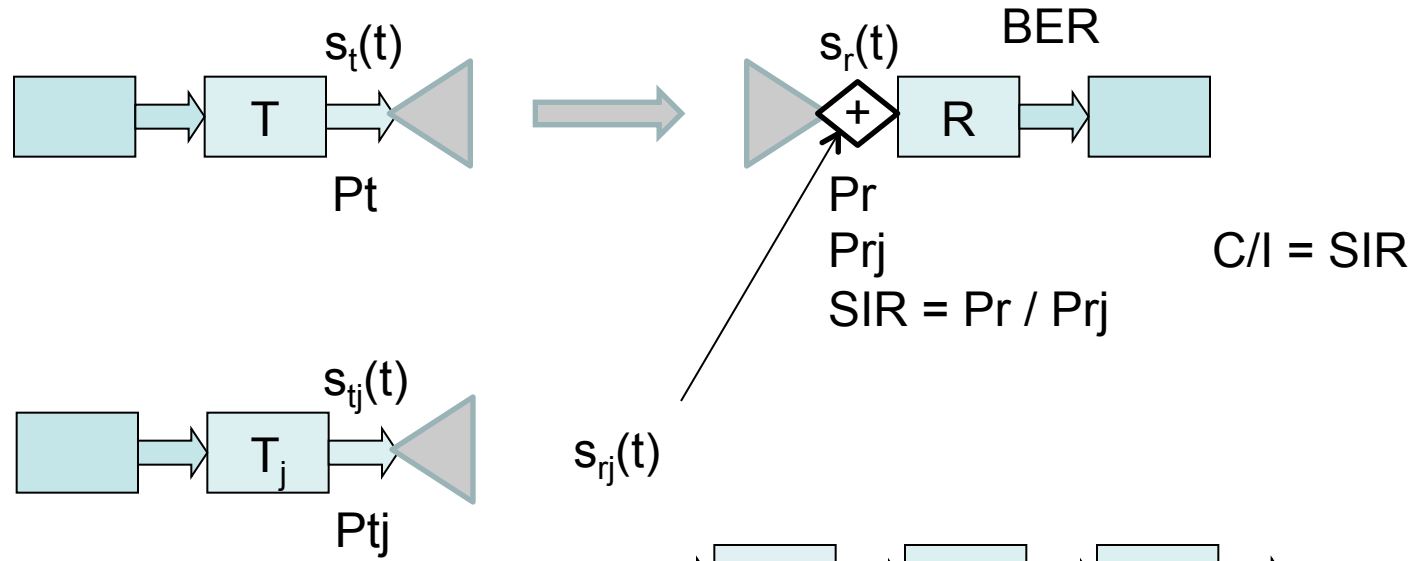 s_t(t)
s_r(t)
BER
T
+
R
Pt
Pr
Prj
C/I = SIR
SIR = Pr / Prj
s_tj(t)
T_j
s_rj(t)
Ptj